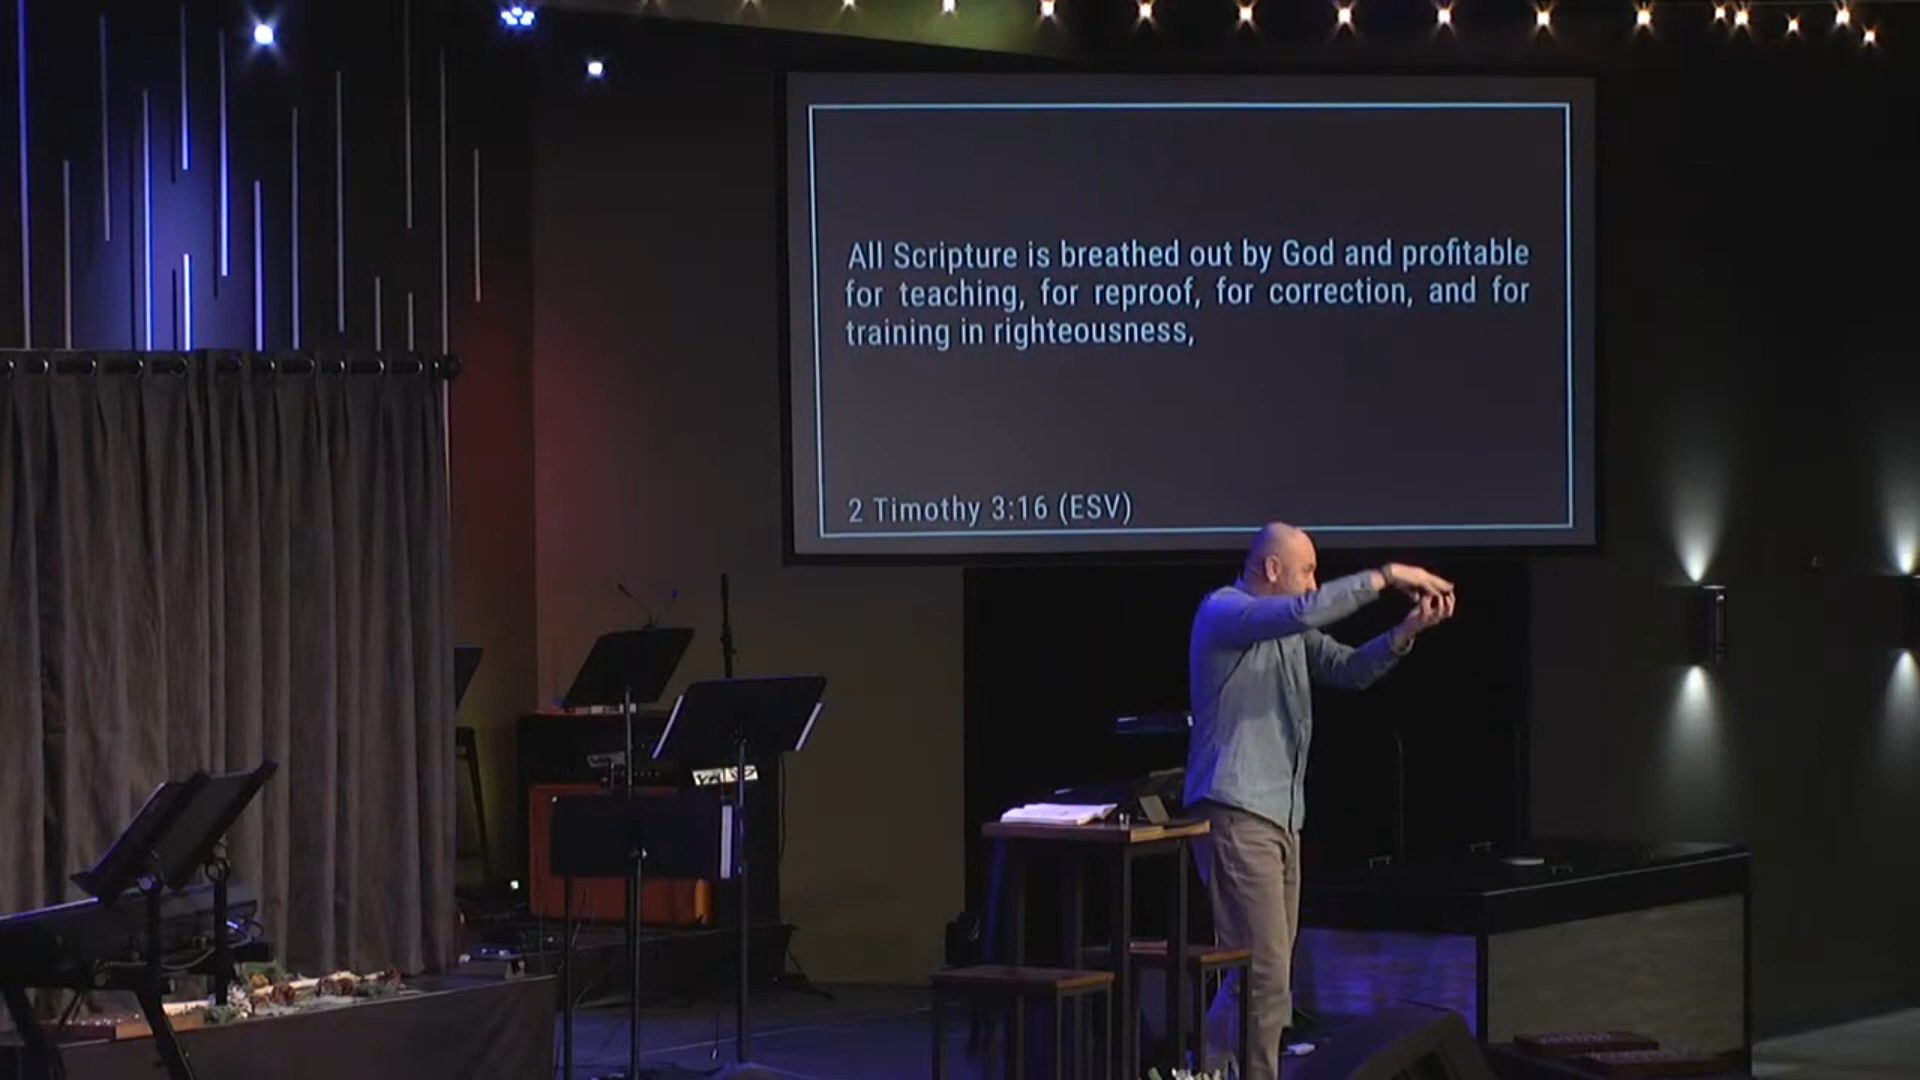 All Scripture is breathed out by God and profitable
for teaching, for reproof, for correction, and for
training in righteousness,
2 Timothy 3:16 (ESV)